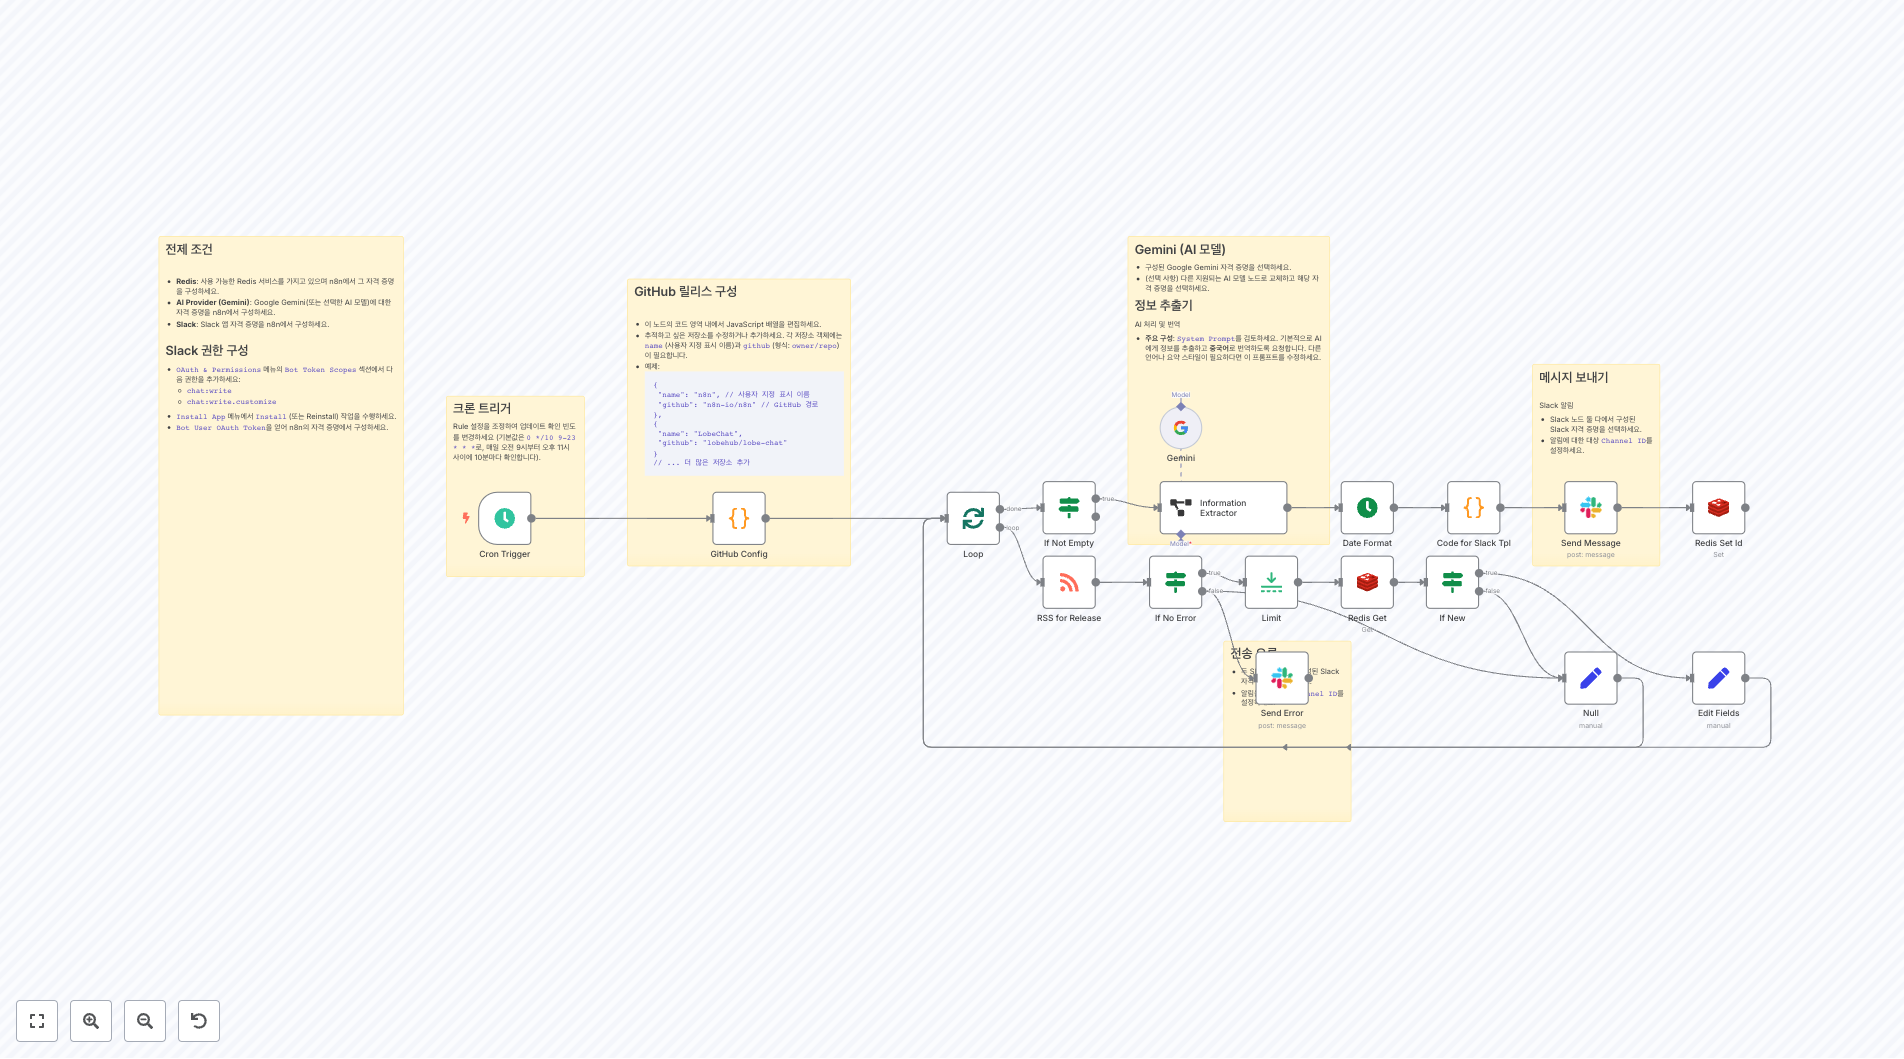 전제 조건
Redis: 사용 가능한 Redis 서비스를 가지고 있으며 n8n에서 그 자격 증명
을 구성하세요.
AI Provider (Gemini): Google Gemini(또는 선택한 AI 모델)에 대한
자격 증명을 n8n에서 구성하세요.
Slack: Slack 앱 자격 증명을 n8n에서 구성하세요.
Slack 권한 구성
OAuth & Permissions 메뉴의 Bot Token Scopes 섹션에서 다
음 권한을 추가하세요:
chat:write
chat:write.customize
Install App 메뉴에서 Install (또는 Reinstall) 작업을 수행하세요.
Bot User OAuth Token을 얻어 n8n의 자격 증명에서 구성하세요.
크론 트리거
Rule 설정을 조정하여 업데이트 확인 빈도
를 변경하세요 (기본값은 0 */10 9-23
* * *로, 매일 오전 9시부터 오후 11시
사이에 10분마다 확인합니다).
Cron Trigger
GitHub 릴리스 구성
이 노드의 코드 영역 내에서 JavaScript 배열을 편집하세요.
추적하고 싶은 저장소를 수정하거나 추가하세요. 각 저장소 객체에는
name (사용자 지정 표시 이름)과 github (형식: owner/repo)
이 필요합니다.
예제:
{
"name": "n8n", // 사용자 지정 표시 이름
"github": "n8n-io/n8n" // GitHub 경로
},
{
"name": "LobeChat",
"github": "lobehub/lobe-chat"
}
// ... 더 많은 저장소 추가
GitHub Config
Loop
done
loop
If Not Empty
true
RSS for Release
Gemini (AI 모델)
구성된 Google Gemini 자격 증명을 선택하세요.
(선택 사항) 다른 지원되는 AI 모델 노드로 교체하고 해당 자
격 증명을 선택하세요.
정보 추출기
AI 처리 및 번역
주요 구성: System Prompt를 검토하세요. 기본적으로 AI
에게 정보를 추출하고 중국어로 번역하도록 요청합니다. 다른
언어나 요약 스타일이 필요하다면 이 프롬프트를 수정하세요.
Model
Gemini
Information
Extractor
Model*
If No Error
true
false
Limit
Date Format
Redis Get
Get
Code for Slack Tpl
If New
true
false
메시지 보내기
Slack 알림
Slack 노드 둘 다에서 구성된
Slack 자격 증명을 선택하세요.
알림에 대한 대상 Channel ID를
설정하세요.
Send Message
post: message
Redis Set Id
Set
전송
Slack
Send Error
post: message
Null
manual
Edit Fields
manual